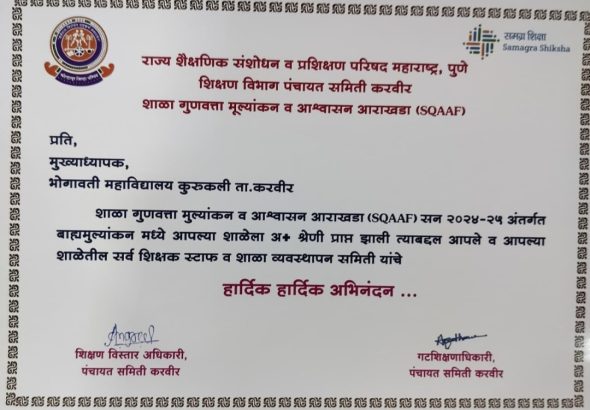 समग्र शिक्षा
Samagra Shiksha
राज्य शैक्षणिक संशोधन व प्रशिक्षण परिषद महाराष्ट्र, पुणे
शिक्षण विभाग पंचायत समिती करवीर
शाळा गुणवत्ता मूल्यांकन व आश्वासन आराखडा (SQAAF)
प्रति,
मुख्याध्यापक,
भोगावती महाविद्यालय कुरुकली ता.करवीर
शाळा गुणवत्ता मुल्यांकन व आश्वासन आराखडा (SQAAF) सन २०२४-२५ अंतर्गत
बाह्यमुल्यांकन मध्ये आपल्या शाळेला अ+ श्रेणी प्राप्त झाली त्याबद्दल आपले व आपल्या
शाळेतील सर्व शिक्षक स्टाफ व शाळा व्यवस्थापन समिती यांचे
हार्दिक हार्दिक अभिनंदन ...
शिक्षण विस्तार अधिकारी,
पंचायत समिती करवीर
गटशिक्षणाधिकारी,
पंचायत समिती करवीर